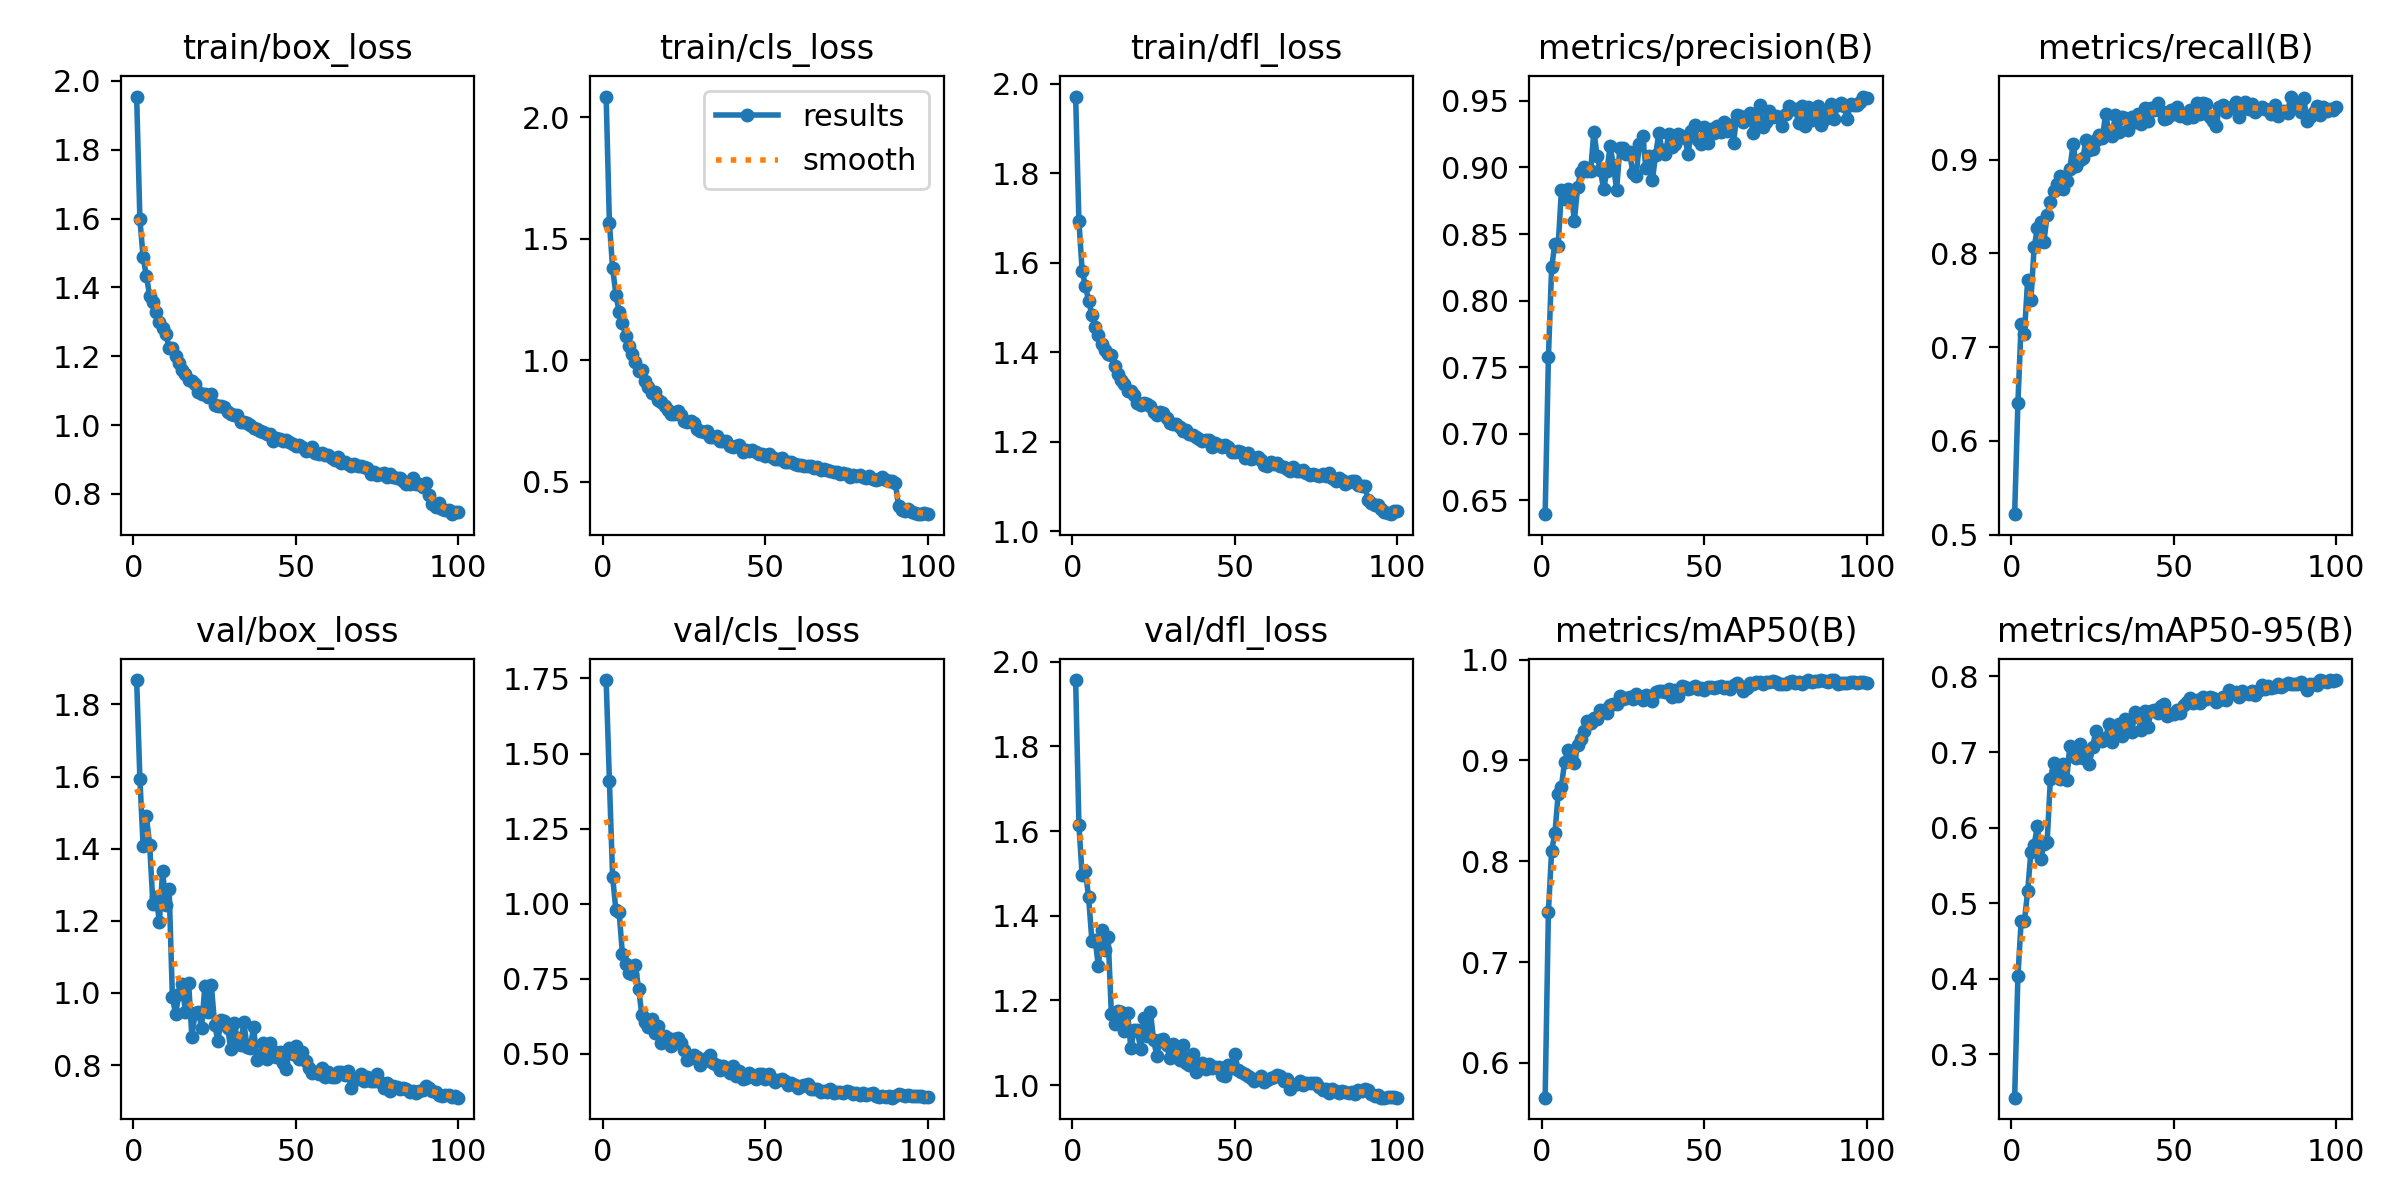 train/box_loss
2.0
1.8
1.6
1.4
1.2
1.0
0.8
0 50 100
train/cls_loss
results
smooth
2.0
1.5
1.0
0.5
0 50 100
train/dfl_loss
2.0
1.8
1.6
1.4
1.2
1.0
0 50 100
metrics/precision(B)
0.95
0.90
0.85
0.80
0.75
0.70
0.65
0 50 100
metrics/recall(B)
0.9
0.8
0.7
0.6
0.5
0 50 100
val/box_loss
1.8
1.6
1.4
1.2
1.0
0.8
0 50 100
val/cls_loss
1.75
1.50
1.25
1.00
0.75
0.50
0 50 100
val/dfl_loss
2.0
1.8
1.6
1.4
1.2
1.0
0 50 100
metrics/mAP50(B)
1.0
0.9
0.8
0.7
0.6
0 50 100
metrics/mAP50-95(B)
0.8
0.7
0.6
0.5
0.4
0.3
0 50 100